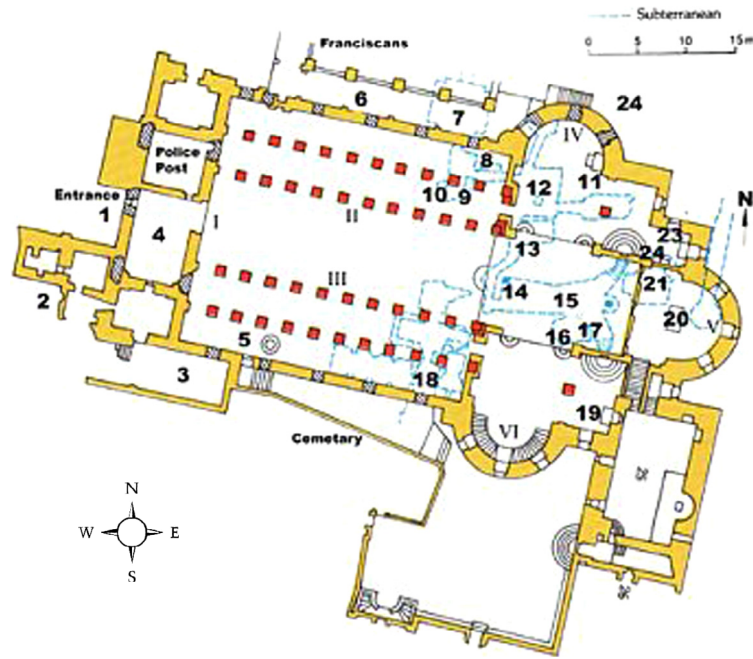 Subterranean
0 5 10 15 m
Franciscans
24
6
7
IV
Police
Post
8
11
12
10 9
Entrance
1
N
4
I
II
23
13
24
III
21
14
15
2
20
V
16 17
5
18
3
19
VI
Cemetary
N
W E
S